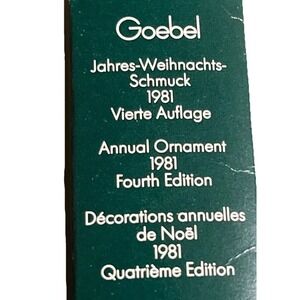 Goebel
Jahres-Weihnachts-
Schmuck
1981
Vierte Auflage
Annual Ornament
1981
Fourth Edition
Décorations annuelles
de Noël
1981
Quatrième Edition